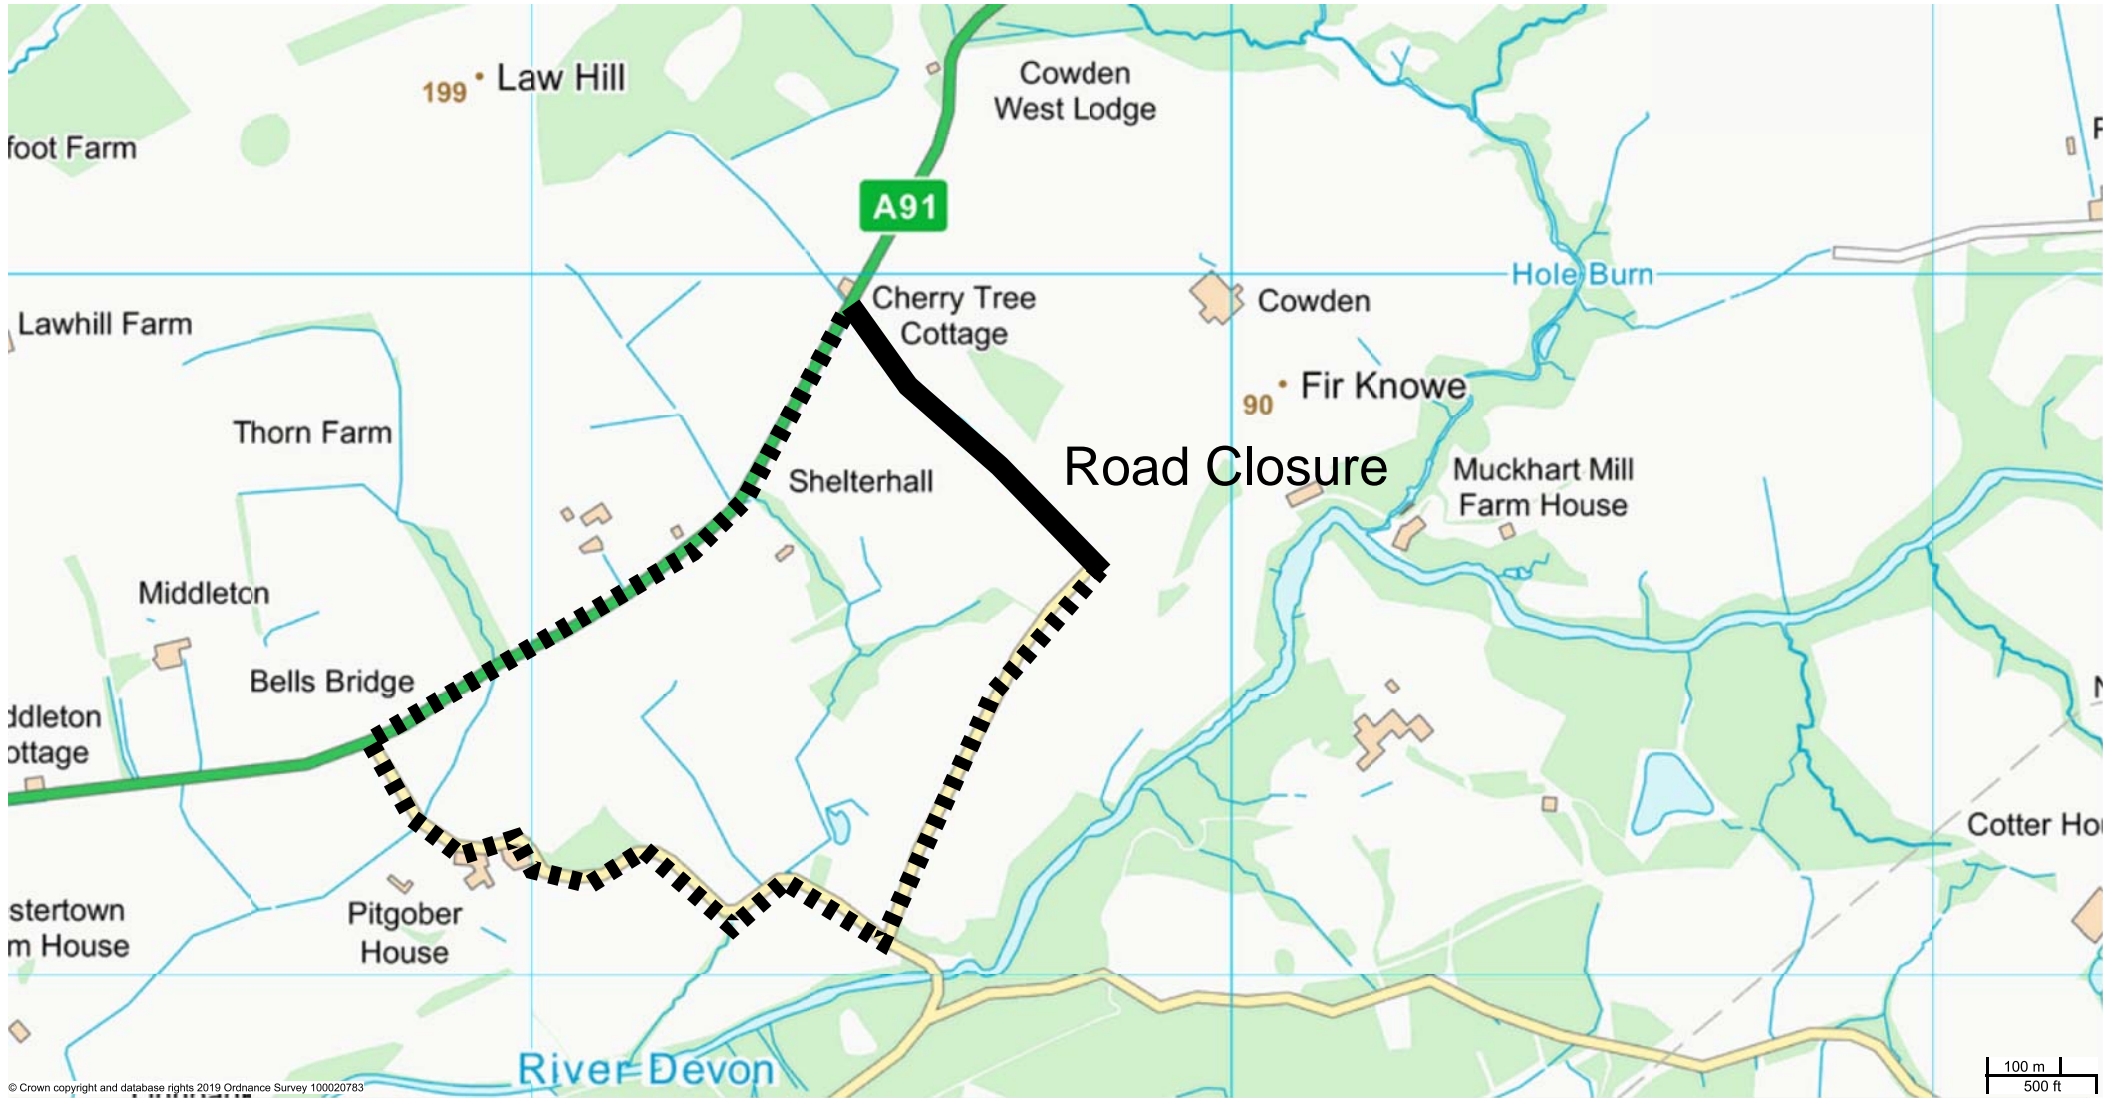 Cowden
West Lodge
199
Law Hill
foot Farm
A91
Hole Burn
Cherry Tree
Cottage
Cowden
Lawhill Farm
90
Fir Knowe
Thorn Farm
Road Closure
Shelterhall
Muckhart Mill
Farm House
Middleton
Bells Bridge
ddleton
ottage
Cotter Hou
stertown
m House
Pitgober
House
River Devon
100 m
500 ft
© Crown copyright and database rights 2019 Ordnance Survey 100020783